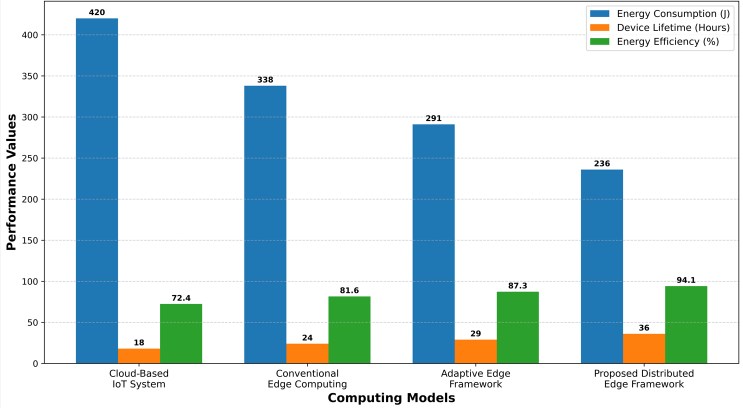 Energy Consumption (J)
Device Lifetime (Hours)
Energy Efficiency (%)
Performance Values
400
350
300
250
200
150
100
50
0
420
18
72.4
338
24
81.6
291
29
87.3
236
36
94.1
Cloud-Based
IoT System
Conventional
Edge Computing
Adaptive Edge
Framework
Proposed Distributed
Edge Framework
Computing Models